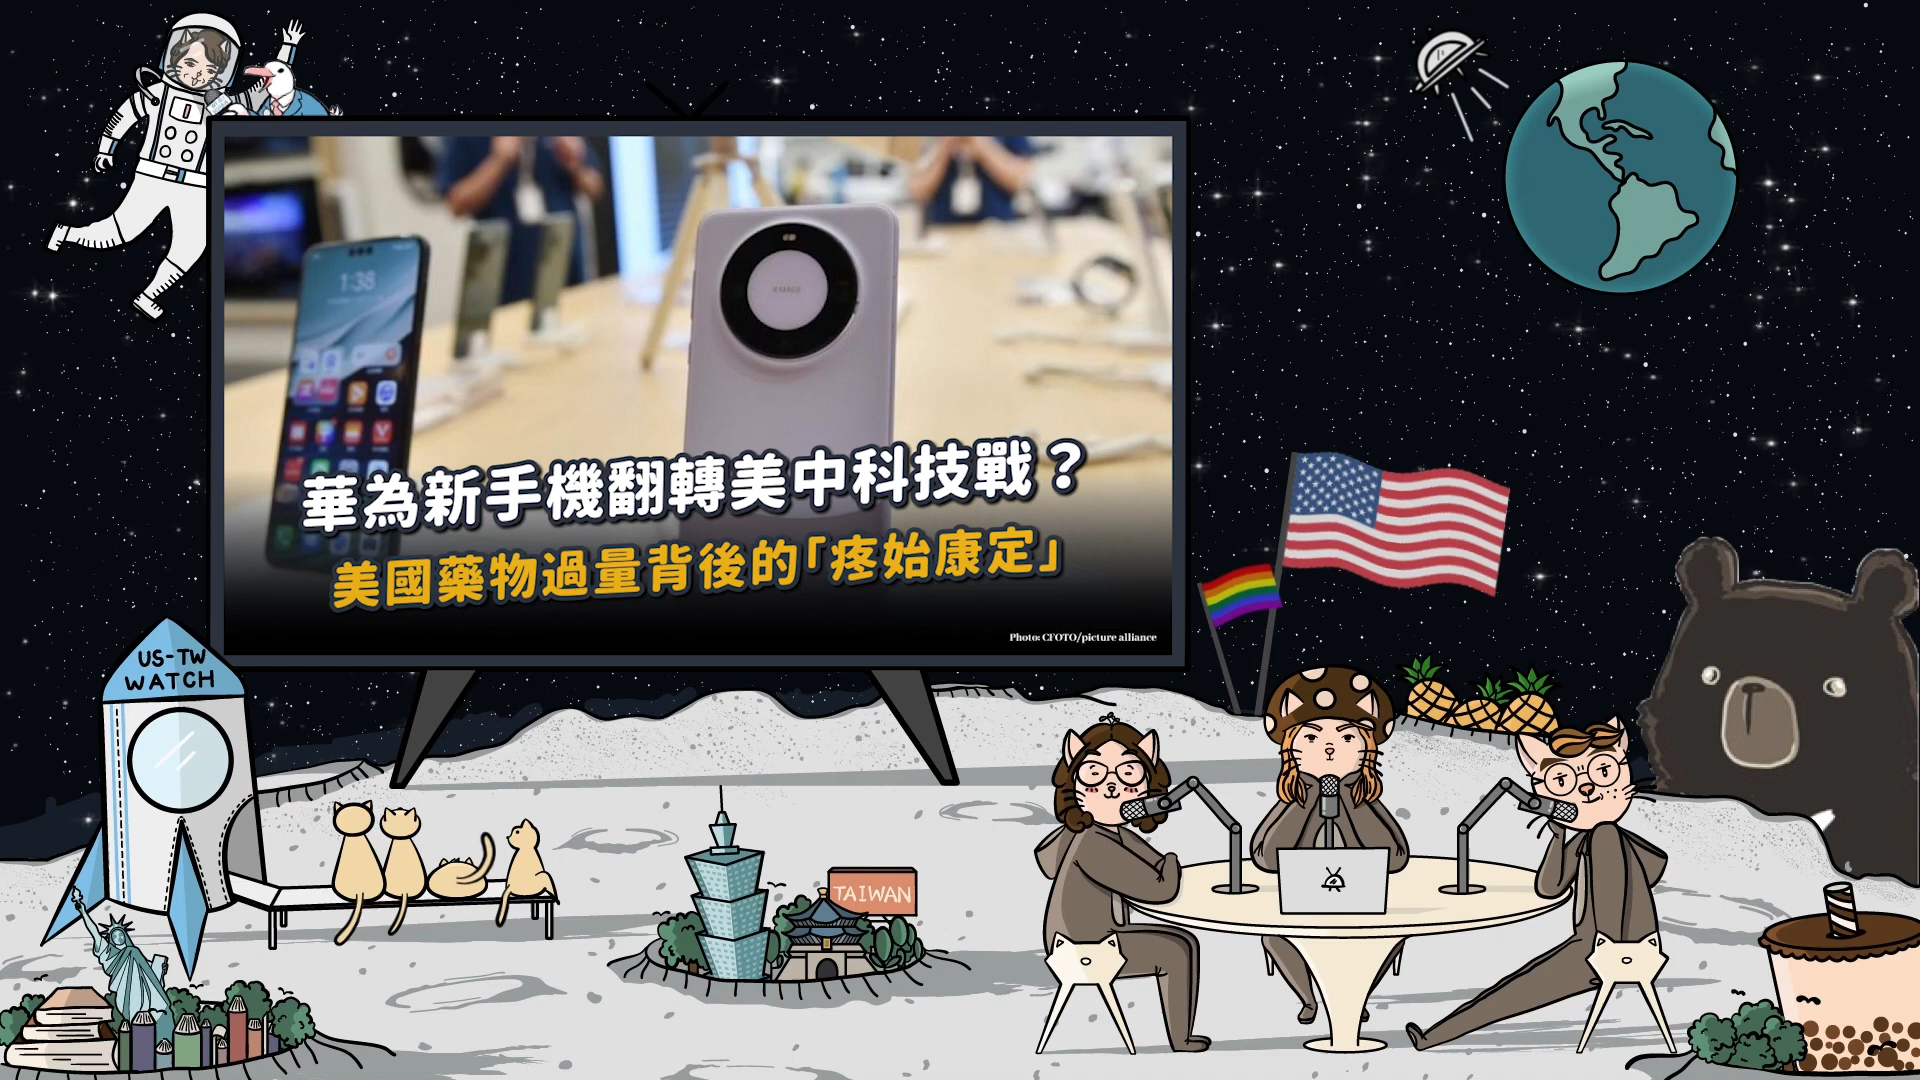 1:38
XMAGE
華為新手機翻轉美中科技戰？
美國藥物過量背後的「疼始康定」
Photo: CFOTO/picture alliance
US-TW
WATCH
TAIWAN